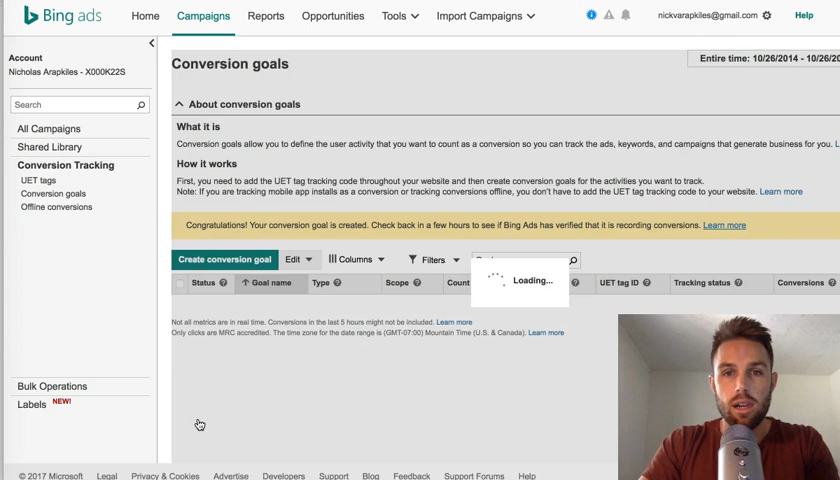 Bing ads
Home Campaigns Reports Opportunities Tools Import Campaigns nickvarapkiles@gmail.com Help
Account
Nicholas Arapkiles - X000K22S
Search
All Campaigns
Shared Library
Conversion Tracking
UET tags
Conversion goals
Offline conversions
Bulk Operations
Labels NEW!
Conversion goals
Entire time: 10/26/2014 - 10/26/20
About conversion goals
What it is
Conversion goals allow you to define the user activity that you want to count as a conversion so you can track the ads, keywords, and campaigns that generate business for you. L
How it works
First, you need to add the UET tag tracking code throughout your website and then create conversion goals for the activities you want to track.
Note: If you are tracking mobile app installs or tracking conversions offline, you don't have to add the UET tag tracking code to your website. Learn more
Congratulations! Your conversion goal is created. Check back in a few hours to see if Bing Ads has verified that it is recording conversions. Learn more
Create conversion goal Edit Columns Filters
Loading...
Status Goal name Type Scope Count UET tag ID Tracking status Conversions
Not all metrics are in real time. Conversions in the last 5 hours might not be included. Learn more
Only clicks are MRC accredited. The time zone for the date range is (GMT-07:00) Mountain Time (U.S. & Canada). Learn more
© 2017 Microsoft Legal Privacy & Cookies Advertise Developers Support Blog Feedback Support Forums Help